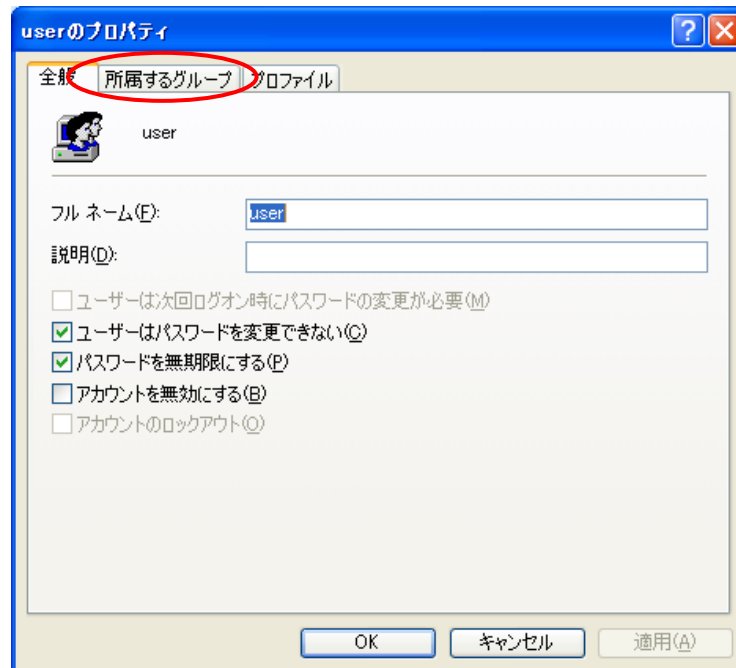 userのプロパティ
全般 所属するグループ プロファイル
user
フル ネーム(F): user
説明(D):
ユーザーは次回ログオン時にパスワードの変更が必要(M)
ユーザーはパスワードを変更できない(C)
パスワードを無期限にする(P)
アカウントを無効にする(B)
アカウントのロックアウト(O)
OK キャンセル 適用(A)